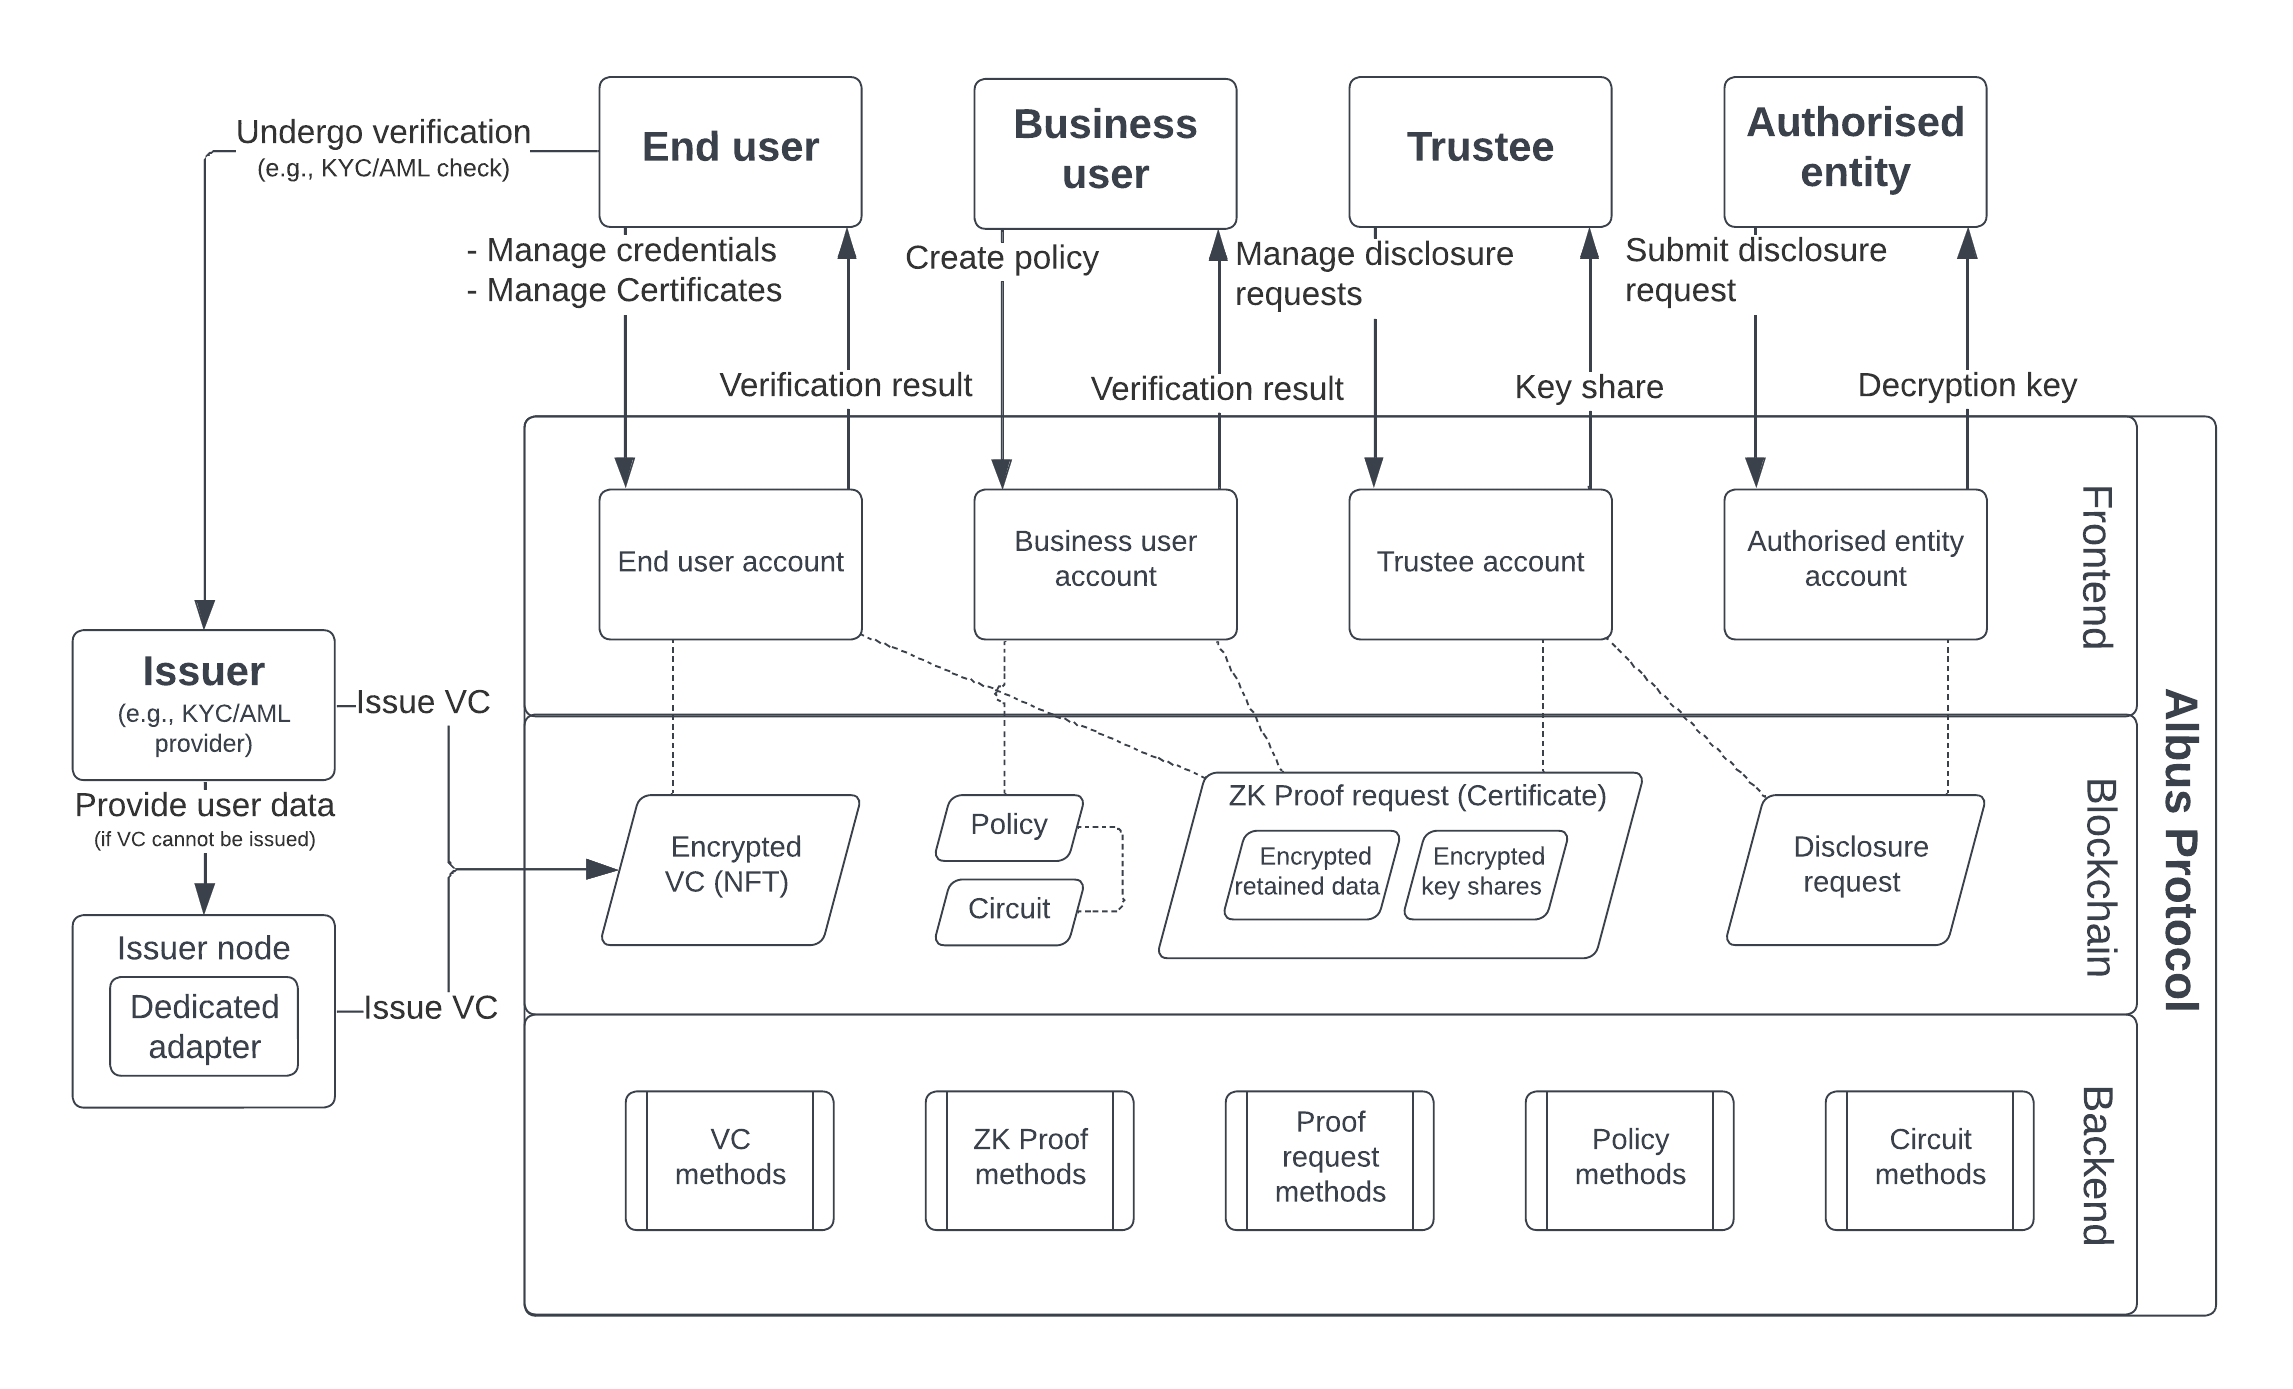 End user
Business
user
Trustee
Authorised
entity
Undergo verification
(e.g., KYC/AML check)
- Manage credentials
- Manage Certificates
Verification result
Create policy
Verification result
Manage disclosure
requests
Key share
Submit disclosure
request
Decryption key
End user account
Business user
account
Trustee account
Authorised entity
account
Frontend
Issuer
(e.g., KYC/AML
provider)
Issue VC
Provide user data
(if VC cannot be issued)
Issuer node
Dedicated
adapter
Issue VC
Encrypted
VC (NFT)
Policy
Circuit
ZK Proof request (Certificate)
Encrypted
retained data
Encrypted
key shares
Disclosure
request
Blockchain
Albus Protocol
VC
methods
ZK Proof
methods
Proof
request
methods
Policy
methods
Circuit
methods
Backend